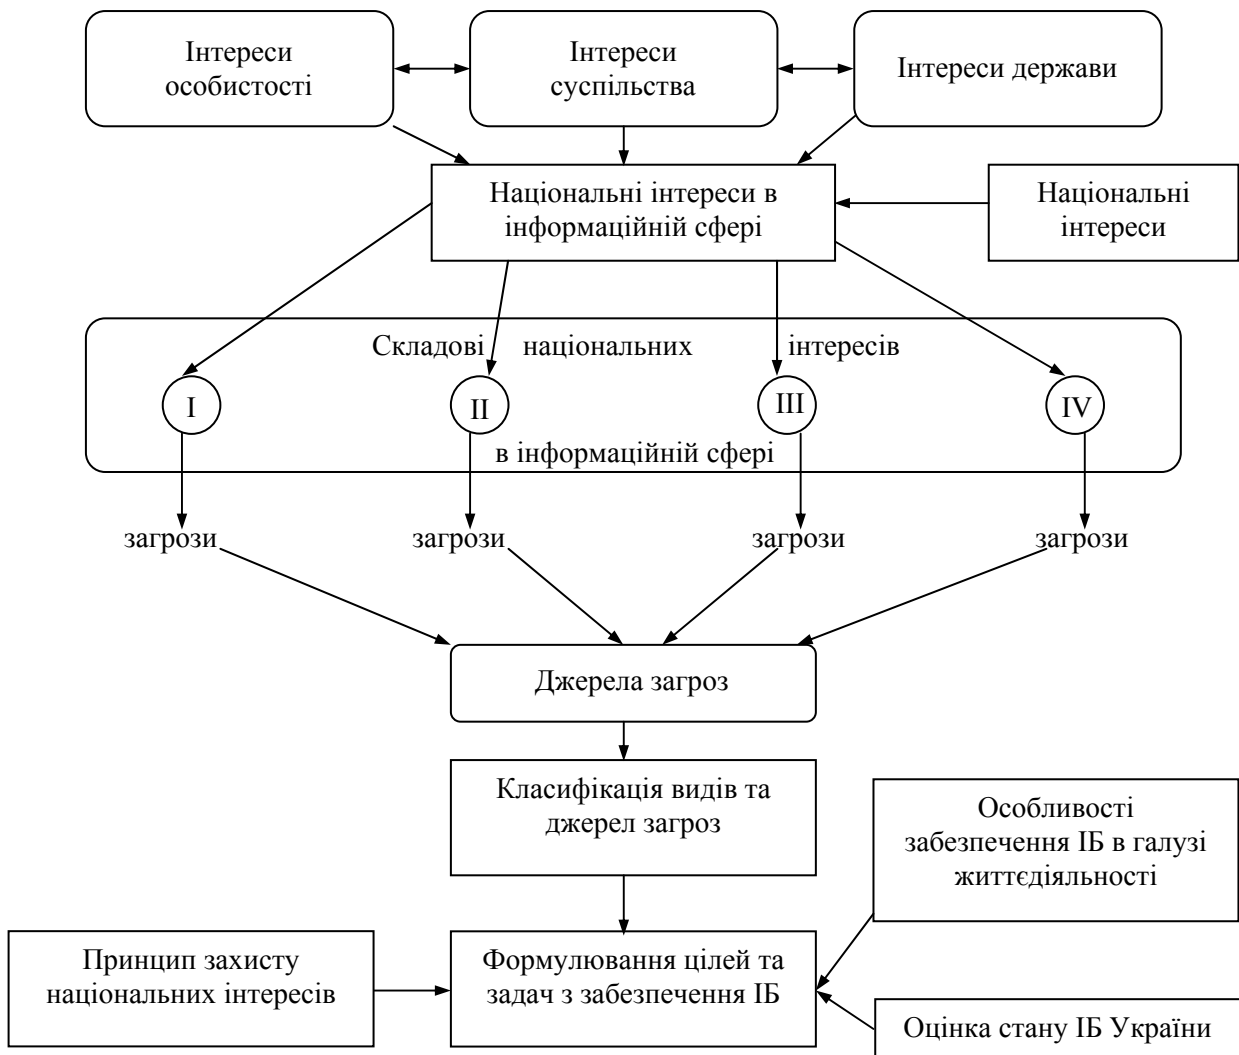 Інтереси
особистості
Інтереси
суспільства
Інтереси держави
Національні інтереси в
інформаційній сфері
Національні
інтереси
Складові національних інтересів
I II III IV
в інформаційній сфері
загрози загрози загрози загрози
Джерела загроз
Класифікація видів та
джерел загроз
Особливості
забезпечення ІБ в галузі
життєдіяльності
Принцип захисту
національних інтересів
Формулювання цілей та
задач з забезпечення ІБ
Оцінка стану ІБ України